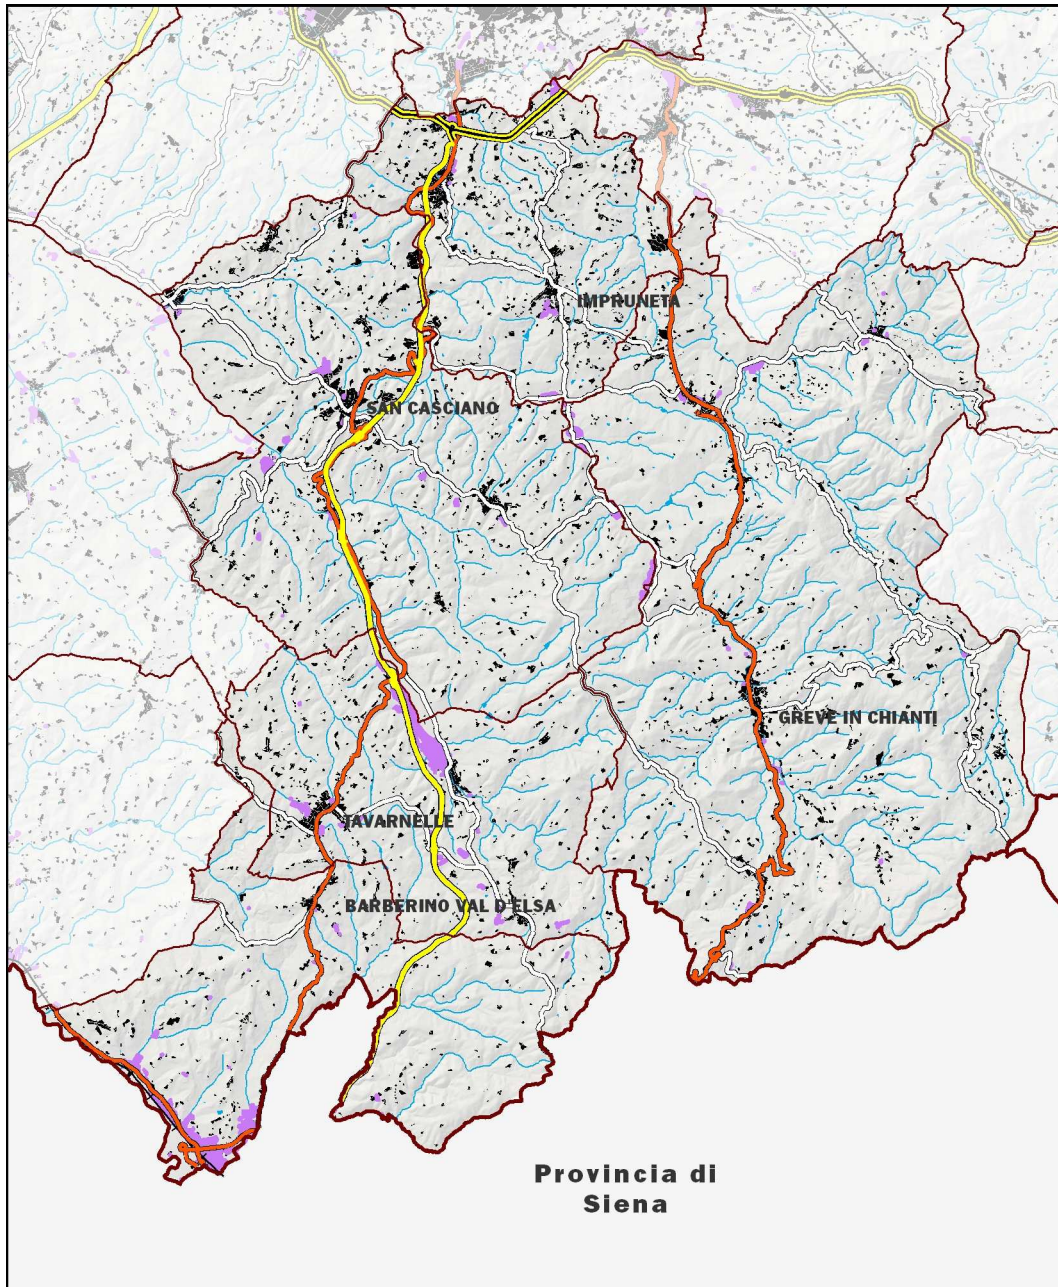 IMPRUNETA
SAN CASCIANO
GREVE IN CHIANTI
TAVARNELLE
BARBERINO VAL D'ELSA
Provincia di
Siena